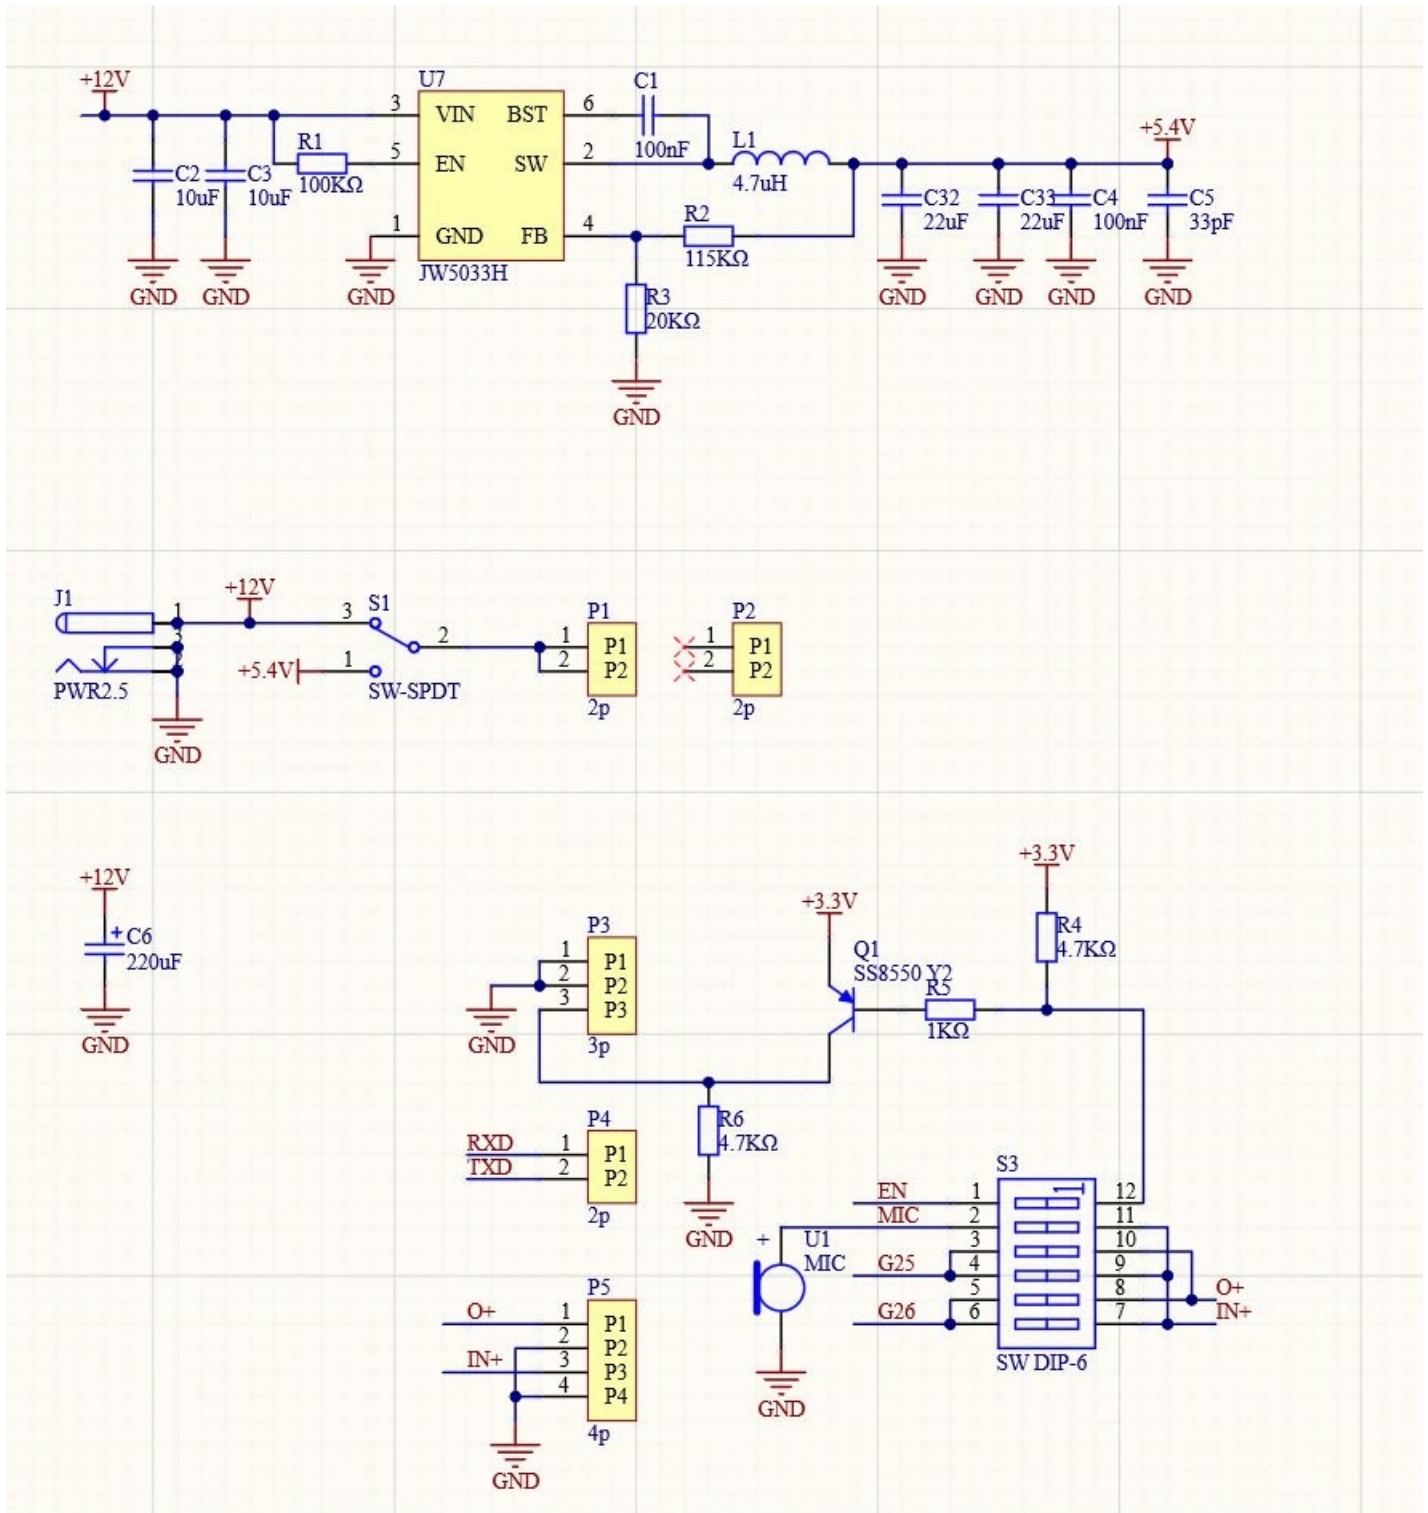 +12V
U7
C1
3
VIN
BST
6
100nF
+5.4V
C2
10uF
C3
10uF
R1
100KΩ
5
EN
SW
2
L1
4.7uH
C32
22uF
C33
22uF
C4
100nF
C5
33pF
1
GND
FB
4
R2
115KΩ
JW5033H
GND
GND
GND
R3
20KΩ
GND
GND
GND
GND
GND
J1
1
3
+12V
3
S1
2
+5.4V
1
SW-SPDT
PWR2.5
GND
P1
1
P1
2
P2
2p
P2
1
P1
2
P2
2p
+12V
+
C6
220uF
GND
P3
1
P1
2
P2
3
P3
3p
GND
+3.3V
Q1
SS8550 Y2
R5
1KΩ
+3.3V
R4
4.7KΩ
R6
4.7KΩ
GND
P4
RXD
1
P1
TXD
2
P2
2p
S3
1
EN
1
12
MIC
2
11
3
10
G25
4
9
5
8
O+
G26
6
7
IN+
SW DIP-6
+
U1
MIC
GND
P5
O+
1
P1
2
P2
IN+
3
P3
4
P4
4p
GND